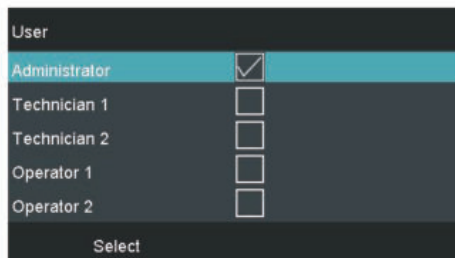 User
Administrator
Technician 1
Technician 2
Operator 1
Operator 2
Select